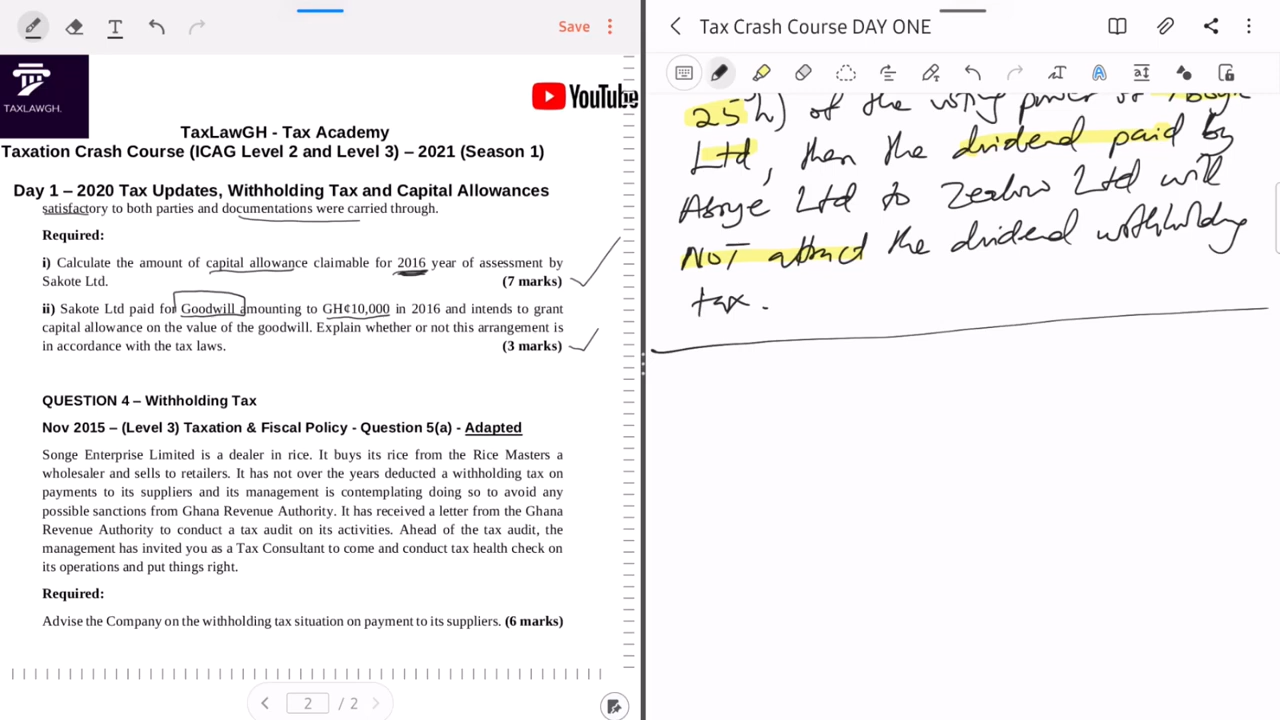 Save
TAXLAWGH.
YouTube
TaxLawGH - Tax Academy
Taxation Crash Course (ICAG Level 2 and Level 3) – 2021 (Season 1)
Day 1 – 2020 Tax Updates, Withholding Tax and Capital Allowances
satisfactory to both parties and documentations were carried through.
Required:
i) Calculate the amount of capital allowance claimable for 2016 year of assessment by
Sakote Ltd. (7 marks)
ii) Sakote Ltd paid for Goodwill amounting to GH¢10,000 in 2016 and intends to grant
capital allowance on the value of the goodwill. Explain whether or not this arrangement is
in accordance with the tax laws. (3 marks)
QUESTION 4 – Withholding Tax
Nov 2015 – (Level 3) Taxation & Fiscal Policy - Question 5(a) - Adapted
Songe Enterprise Limited is a dealer in rice. It buys its rice from the Rice Masters a
wholesaler and sells to retailers. It has not over the years deducted a withholding tax on
payments to its suppliers and its management is contemplating doing so to avoid any
possible sanctions from Ghana Revenue Authority. It has received a letter from the Ghana
Revenue Authority to conduct a tax audit on its activities. Ahead of the tax audit, the
management has invited you as a Tax Consultant to come and conduct tax health check on
its operations and put things right.
Required:
Advise the Company on the withholding tax situation on payment to its suppliers. (6 marks)
2 / 2
Tax Crash Course DAY ONE
25%) of the voting power of
Ltd, then the dividend paid by
Ltd to Ltd will
NOT attract the dividend withholding
tax.